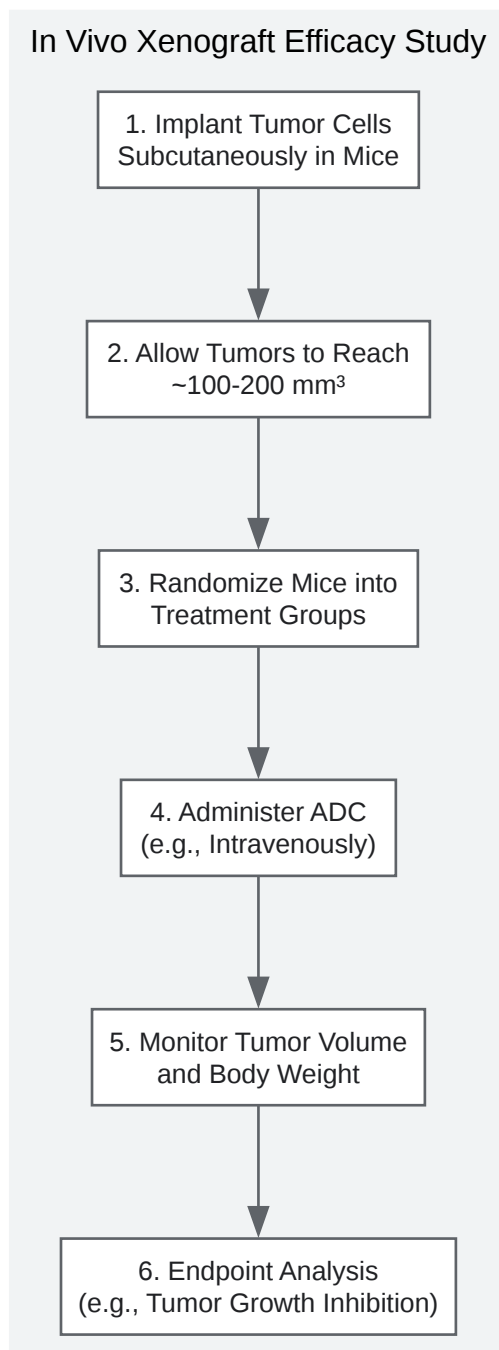 In Vivo Xenograft Efficacy Study
1. Implant Tumor Cells
Subcutaneously in Mice
2. Allow Tumors to Reach
~100-200 mm³
3. Randomize Mice into
Treatment Groups
4. Administer ADC
(e.g., Intravenously)
5. Monitor Tumor Volume
and Body Weight
6. Endpoint Analysis
(e.g., Tumor Growth Inhibition)